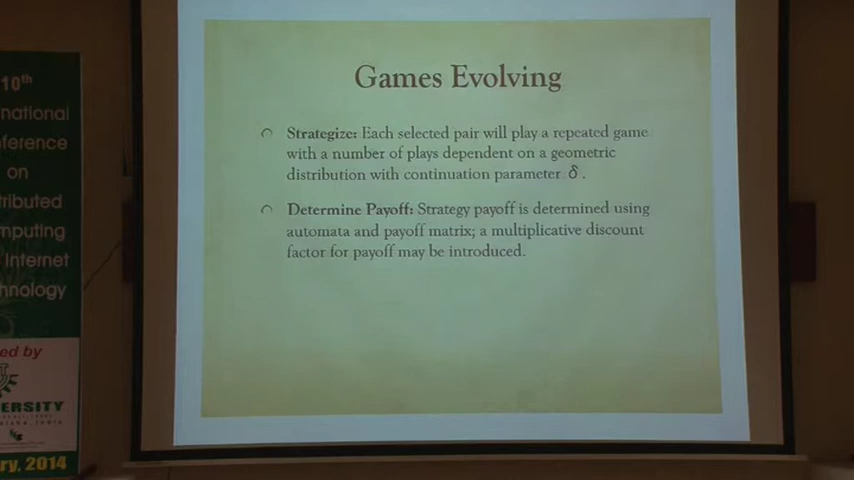 Games Evolving
Strategize: Each selected pair will play a repeated game
with a number of plays dependent on a geometric
distribution with continuation parameter δ .
Determine Payoff: Strategy payoff is determined using
automata and payoff matrix; a multiplicative discount
factor for payoff may be introduced.
10th
national
ference
on
tributed
mputing
Internet
hnology
ed by
ERSITY
ry, 2014